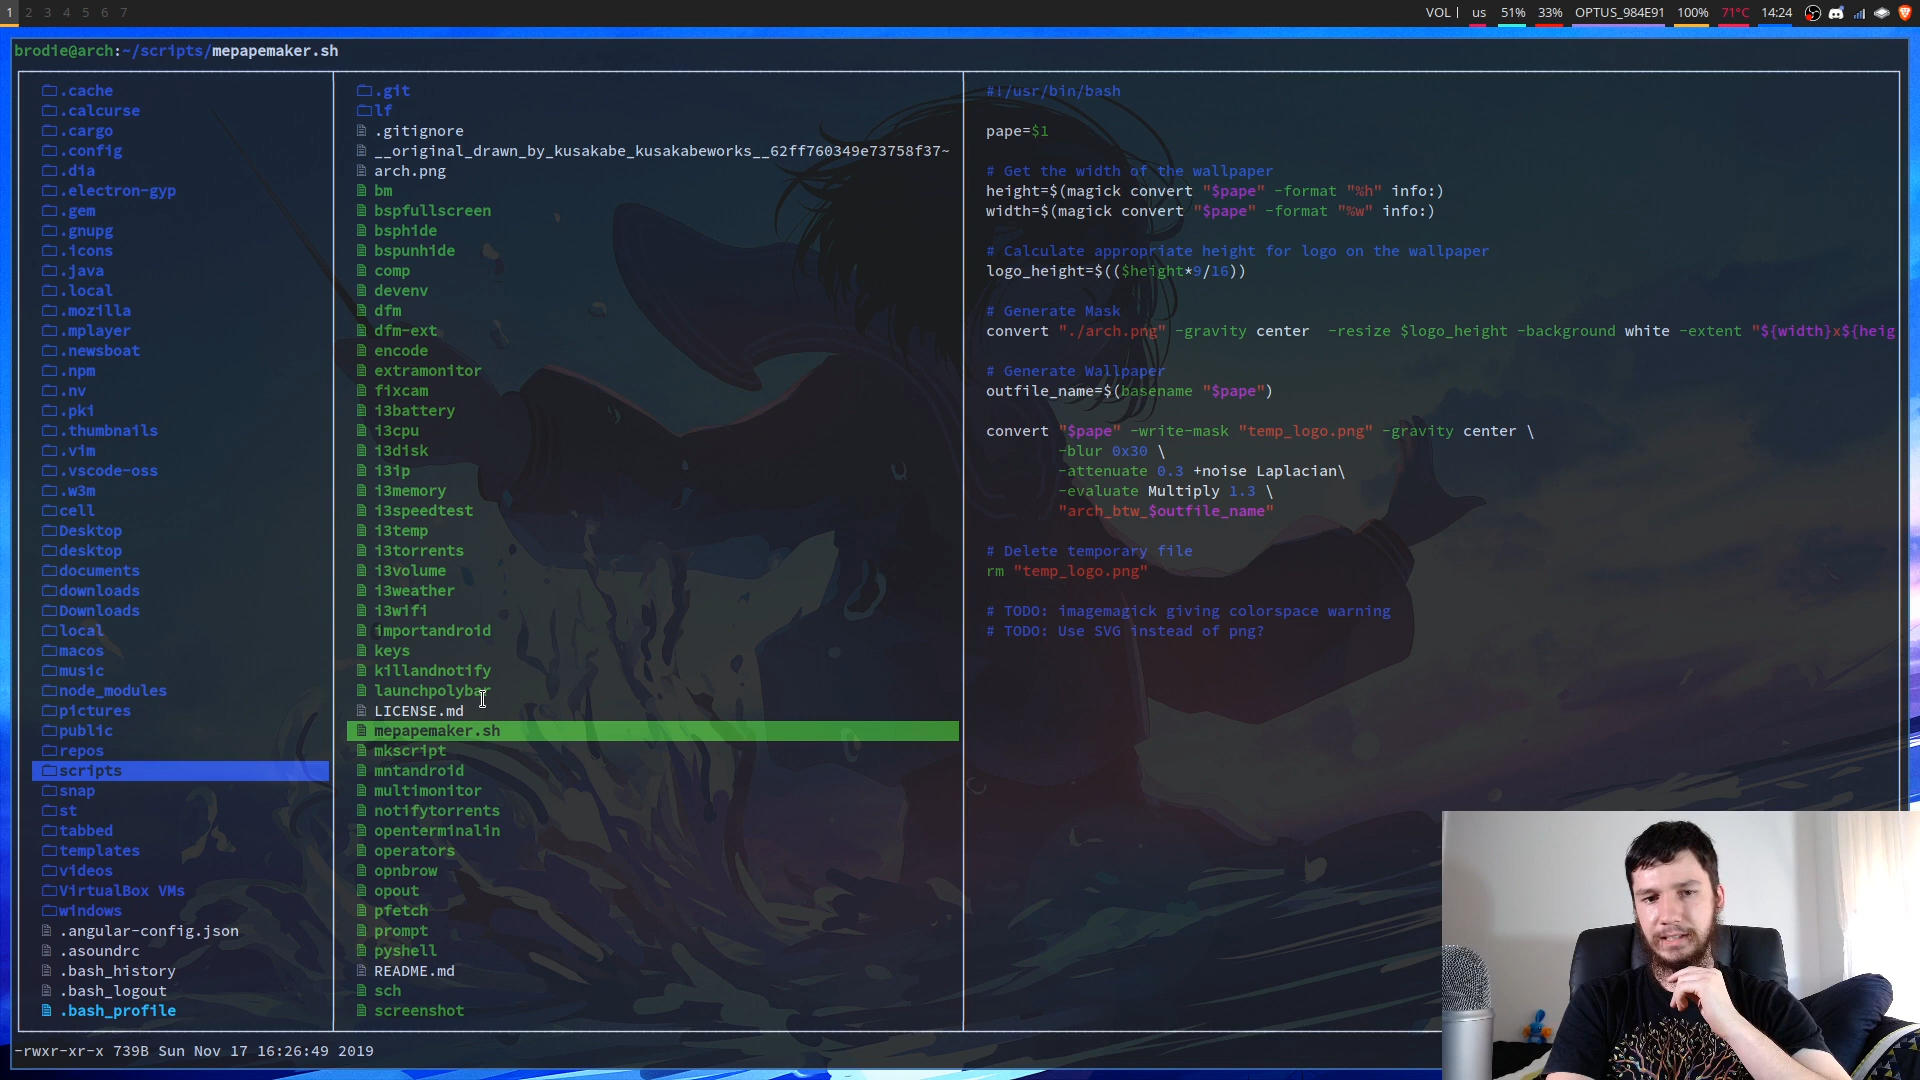 1 2 3 4 5 6 7
VOL | us 51% 33% OPTUS_984E91 100% 71°C 14:24
brodie@arch:~/scripts/mepapemaker.sh
.cache
.calcurse
.cargo
.config
.dia
.electron-gyp
.gem
.gnupg
.icons
.java
.local
.mozilla
.mplayer
.newsboat
.npm
.nv
.pki
.thumbnails
.vim
.vscode-oss
.w3m
cell
Desktop
desktop
documents
downloads
Downloads
local
macos
music
node_modules
pictures
public
repos
scripts
snap
st
tabbed
templates
videos
VirtualBox VMs
windows
.angular-config.json
.asoundrc
.bash_history
.bash_logout
.bash_profile
.git
lf
.gitignore
__original_drawn_by_kusakabe_kusakabeworks__62ff760349e73758f37~
arch.png
bm
bspfullscreen
bsphide
bspunhide
comp
devenv
dfm
dfm-ext
encode
extramonitor
fixcam
i3battery
i3cpu
i3disk
i3ip
i3memory
i3speedtest
i3temp
i3torrents
i3volume
i3weather
i3wifi
importandroid
keys
killandnotify
launchpolybar
LICENSE.md
mepapemaker.sh
mkscript
mntandroid
multimonitor
notifytorrents
openterminalin
operators
opnbrow
opout
pfetch
prompt
pyshell
README.md
sch
screenshot
#!/usr/bin/bash
pape=$1
# Get the width of the wallpaper
height=$(magick convert "$pape" -format "%h" info:)
width=$(magick convert "$pape" -format "%w" info:)
# Calculate appropriate height for logo on the wallpaper
logo_height=$(($height*9/16))
# Generate Mask
convert "./arch.png" -gravity center  -resize $logo_height -background white -extent "${width}x${heig
# Generate Wallpaper
outfile_name=$(basename "$pape")
convert "$pape" -write-mask "temp_logo.png" -gravity center \
-blur 0x30 \
-attenuate 0.3 +noise Laplacian\
-evaluate Multiply 1.3 \
"arch_btw_$outfile_name"
# Delete temporary file
rm "temp_logo.png"
# TODO: imagemagick giving colorspace warning
# TODO: Use SVG instead of png?
-rwxr-xr-x 739B Sun Nov 17 16:26:49 2019